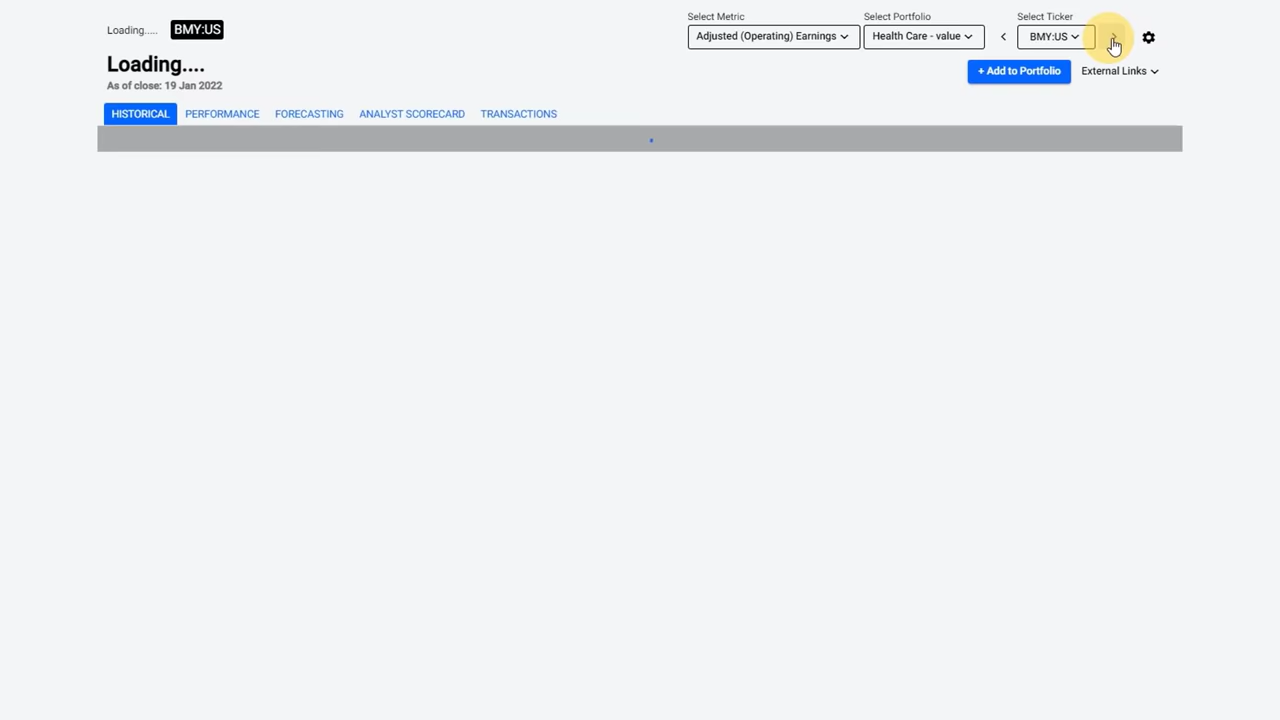 Loading..... BMY:US
Select Metric Select Portfolio Select Ticker
Adjusted (Operating) Earnings Health Care - value BMY:US
Loading....
As of close: 19 Jan 2022
+ Add to Portfolio External Links
HISTORICAL PERFORMANCE FORECASTING ANALYST SCORECARD TRANSACTIONS